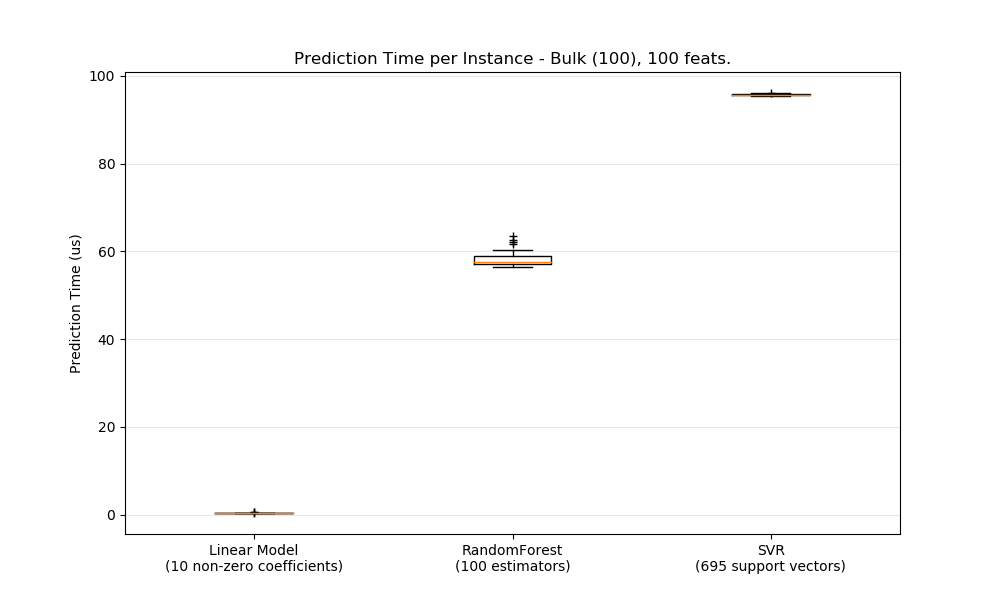 Prediction Time per Instance - Bulk (100), 100 feats.
100
80
60
40
20
0
Prediction Time (us)
Linear Model
(10 non-zero coefficients)
RandomForest
(100 estimators)
SVR
(695 support vectors)